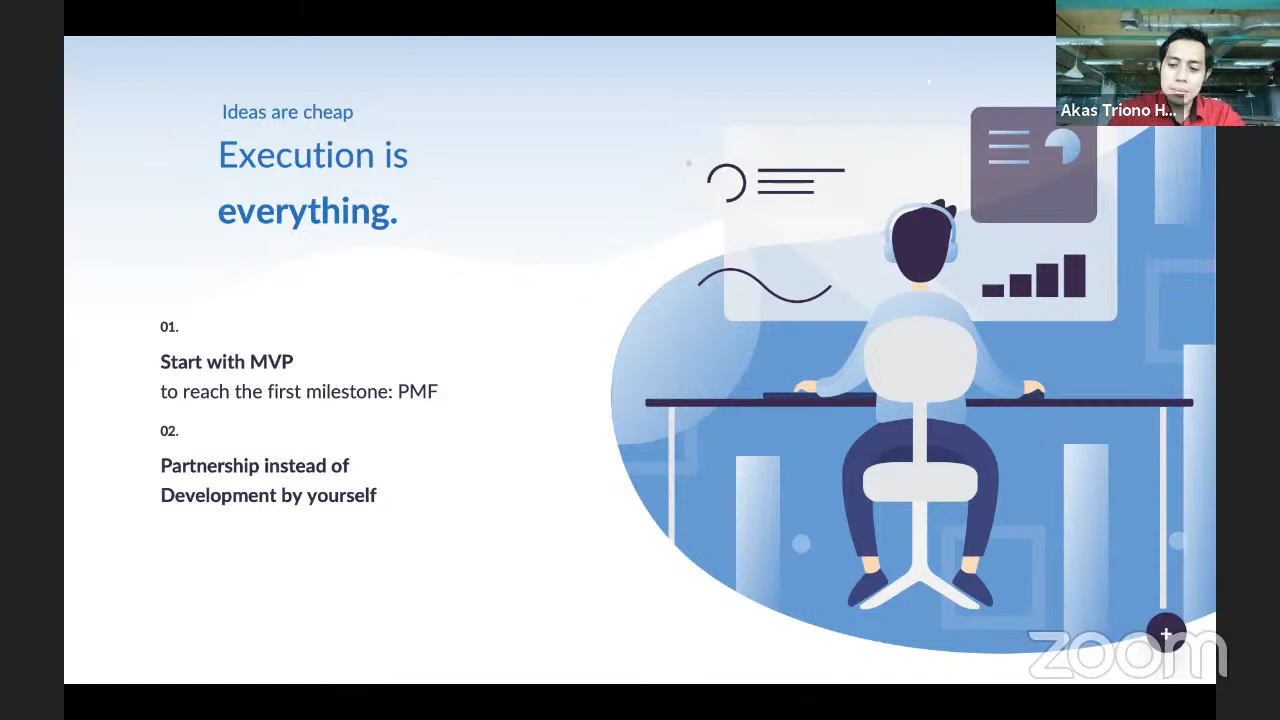 Ideas are cheap
Execution is
everything.
01.
Start with MVP
to reach the first milestone: PMF
02.
Partnership instead of
Development by yourself
Akas Triono H...
+
zoom